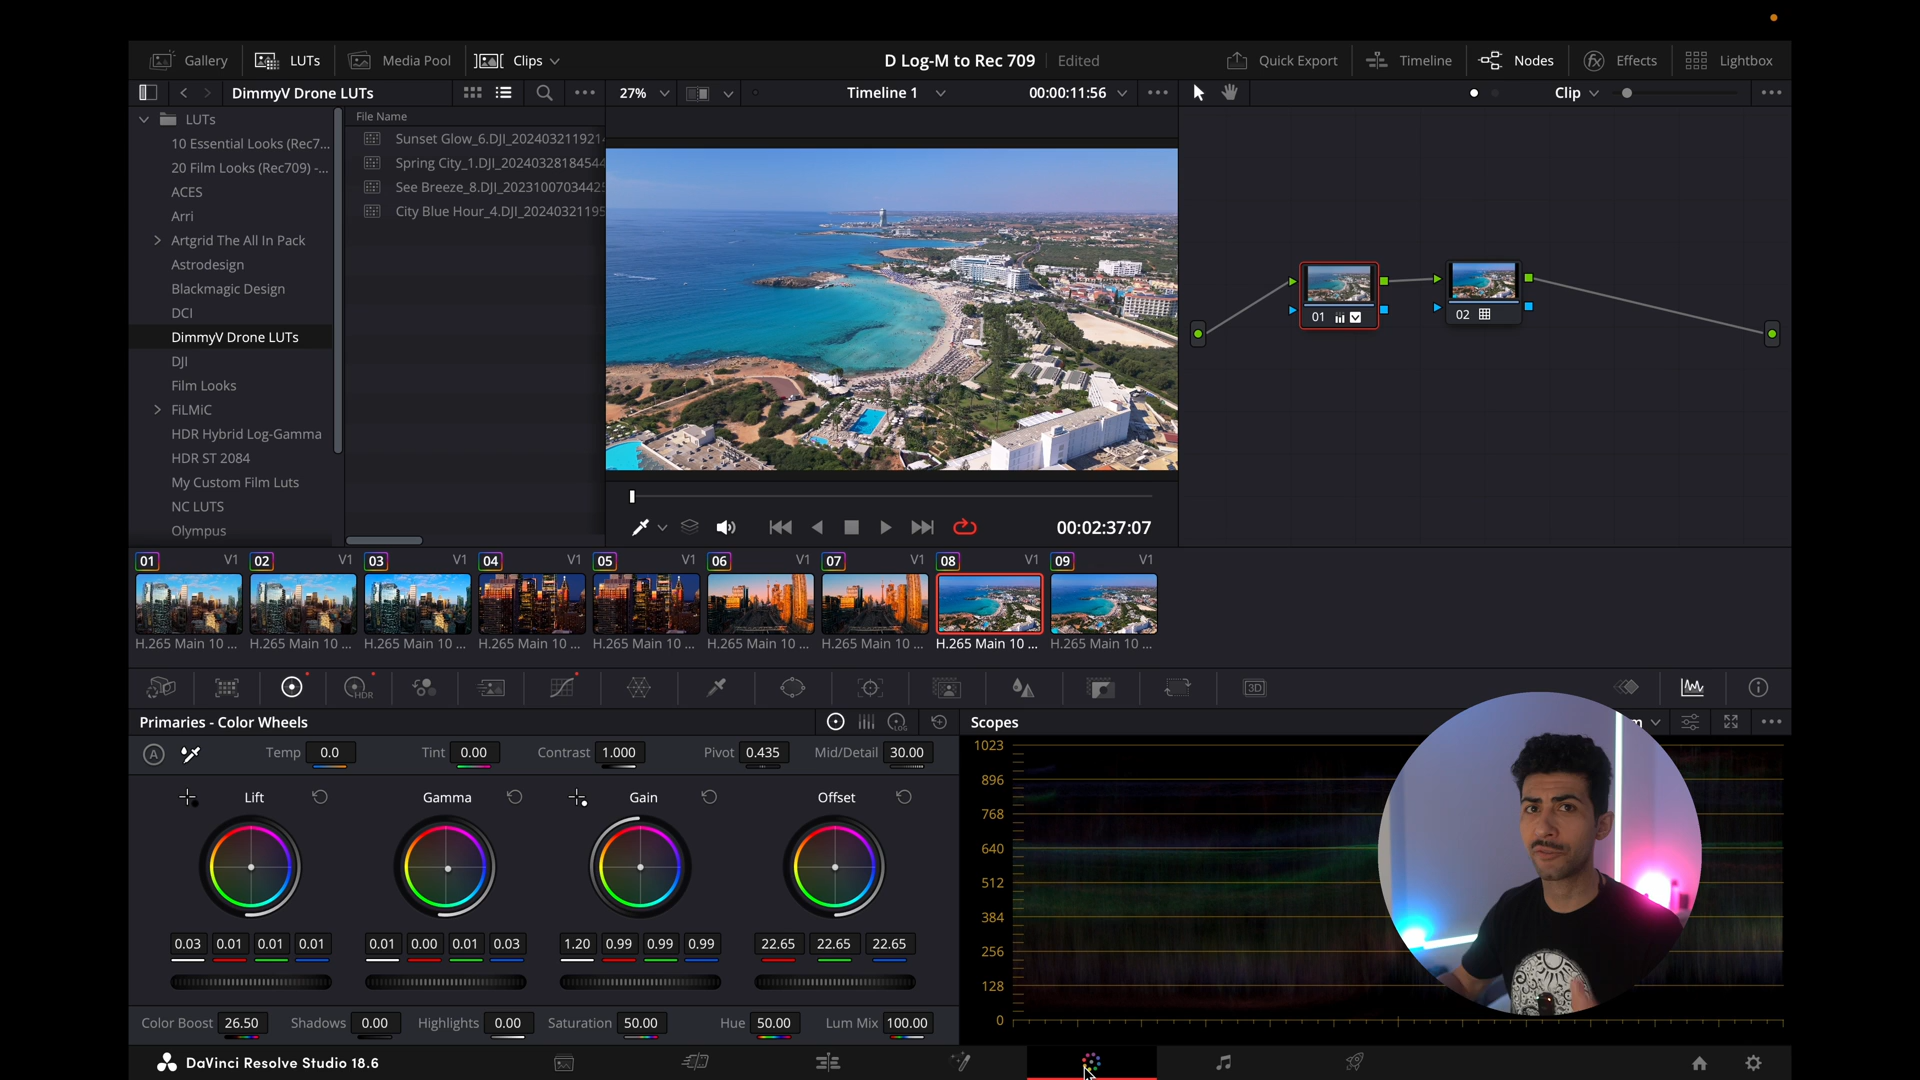 Gallery LUTs Media Pool Clips D Log-M to Rec 709 Edited Quick Export Timeline Nodes Effects Lightbox
DimmyV Drone LUTs 27% Timeline 1 00:00:11:56 Clip
LUTs
10 Essential Looks (Rec7...
20 Film Looks (Rec709) -...
ACES
Arri
Artgrid The All In Pack
Astrodesign
Blackmagic Design
DCI
DimmyV Drone LUTs
DJI
Film Looks
FiLMiC
HDR Hybrid Log-Gamma
HDR ST 2084
My Custom Film Luts
NC LUTS
Olympus
File Name
Sunset Glow_6.DJI_2024032119214
Spring City_1.DJI_20240328184544
See Breeze_8.DJI_20231007034425
City Blue Hour_4.DJI_2024032119
01 02
00:02:37:07
01 V1 02 V1 03 V1 04 V1 05 V1 06 V1 07 V1 08 V1 09 V1
H.265 Main 10 ... H.265 Main 10 ... H.265 Main 10 ... H.265 Main 10 ... H.265 Main 10 ... H.265 Main 10 ... H.265 Main 10 ... H.265 Main 10 ... H.265 Main 10 ...
HDR 3D
Primaries - Color Wheels LOG
A Temp 0.0 Tint 0.00 Contrast 1.000 Pivot 0.435 Mid/Detail 30.00
Lift Gamma Gain Offset
0.03 0.01 0.01 0.01 0.01 0.00 0.01 0.03 1.20 0.99 0.99 0.99 22.65 22.65 22.65
Color Boost 26.50 Shadows 0.00 Highlights 0.00 Saturation 50.00 Hue 50.00 Lum Mix 100.00
Scopes
1023
896
768
640
512
384
256
128
0
DaVinci Resolve Studio 18.6